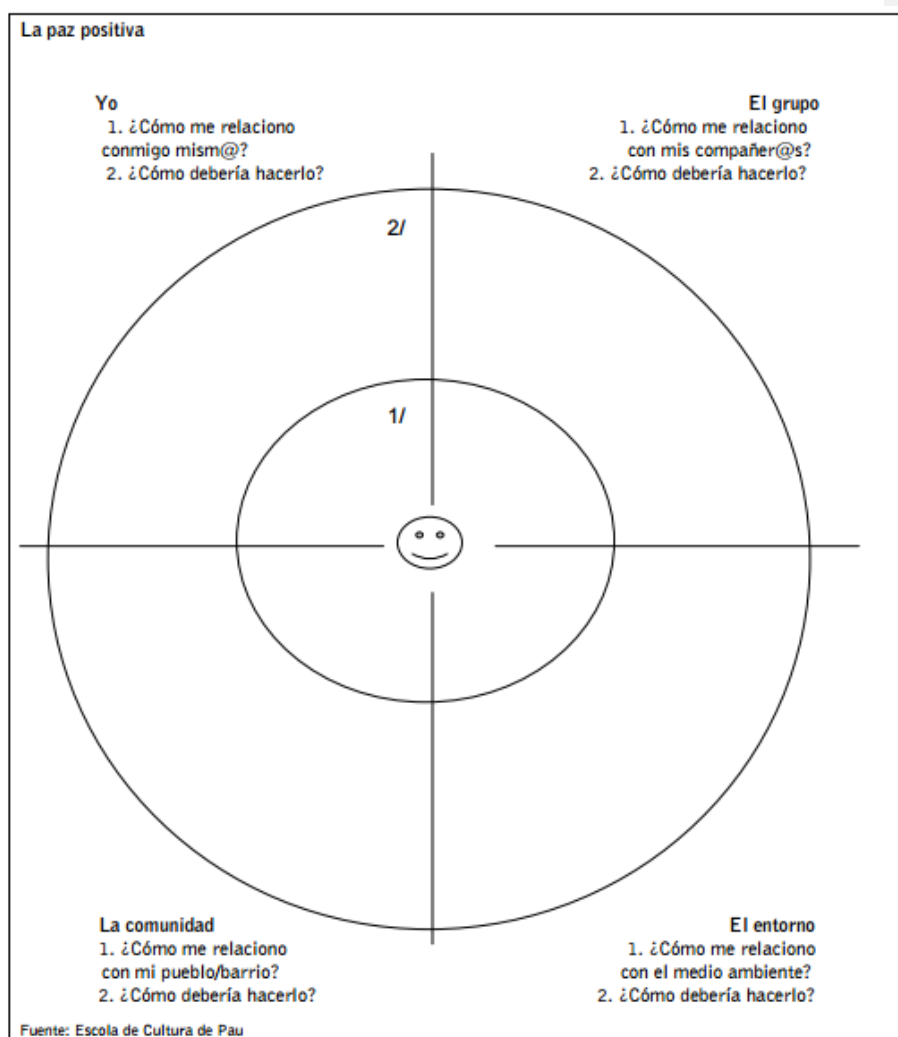 La paz positiva
Yo
1. ¿Cómo me relaciono
conmigo mism@?
2. ¿Cómo debería hacerlo?
El grupo
1. ¿Cómo me relaciono
con mis compañer@s?
2. ¿Cómo debería hacerlo?
2/
1/
La comunidad
1. ¿Cómo me relaciono
con mi pueblo/barrio?
2. ¿Cómo debería hacerlo?
El entorno
1. ¿Cómo me relaciono
con el medio ambiente?
2. ¿Cómo debería hacerlo?
Fuente: Escola de Cultura de Pau